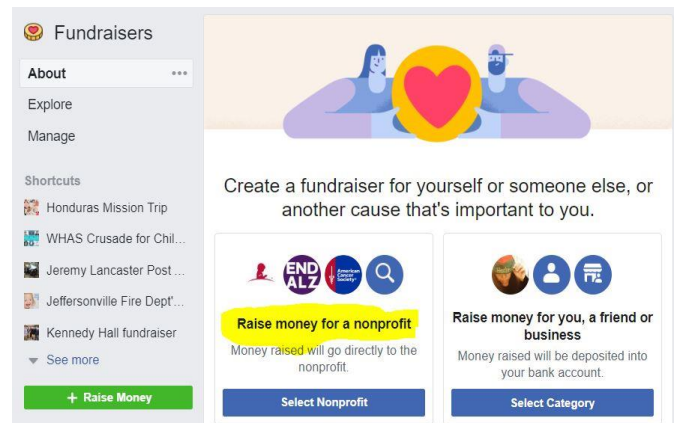 Fundraisers
About
Explore
Manage
Shortcuts
Honduras Mission Trip
WHAS Crusade for Chil...
Jeremy Lancaster Post ...
Jeffersonville Fire Dept'...
Kennedy Hall fundraiser
See more
+ Raise Money
Create a fundraiser for yourself or someone else, or
another cause that's important to you.
END
ALZ
American
Cancer
Society
Raise money for a nonprofit
Money raised will go directly to the
nonprofit.
Select Nonprofit
Raise money for you, a friend or
business
Money raised will be deposited into
your bank account.
Select Category